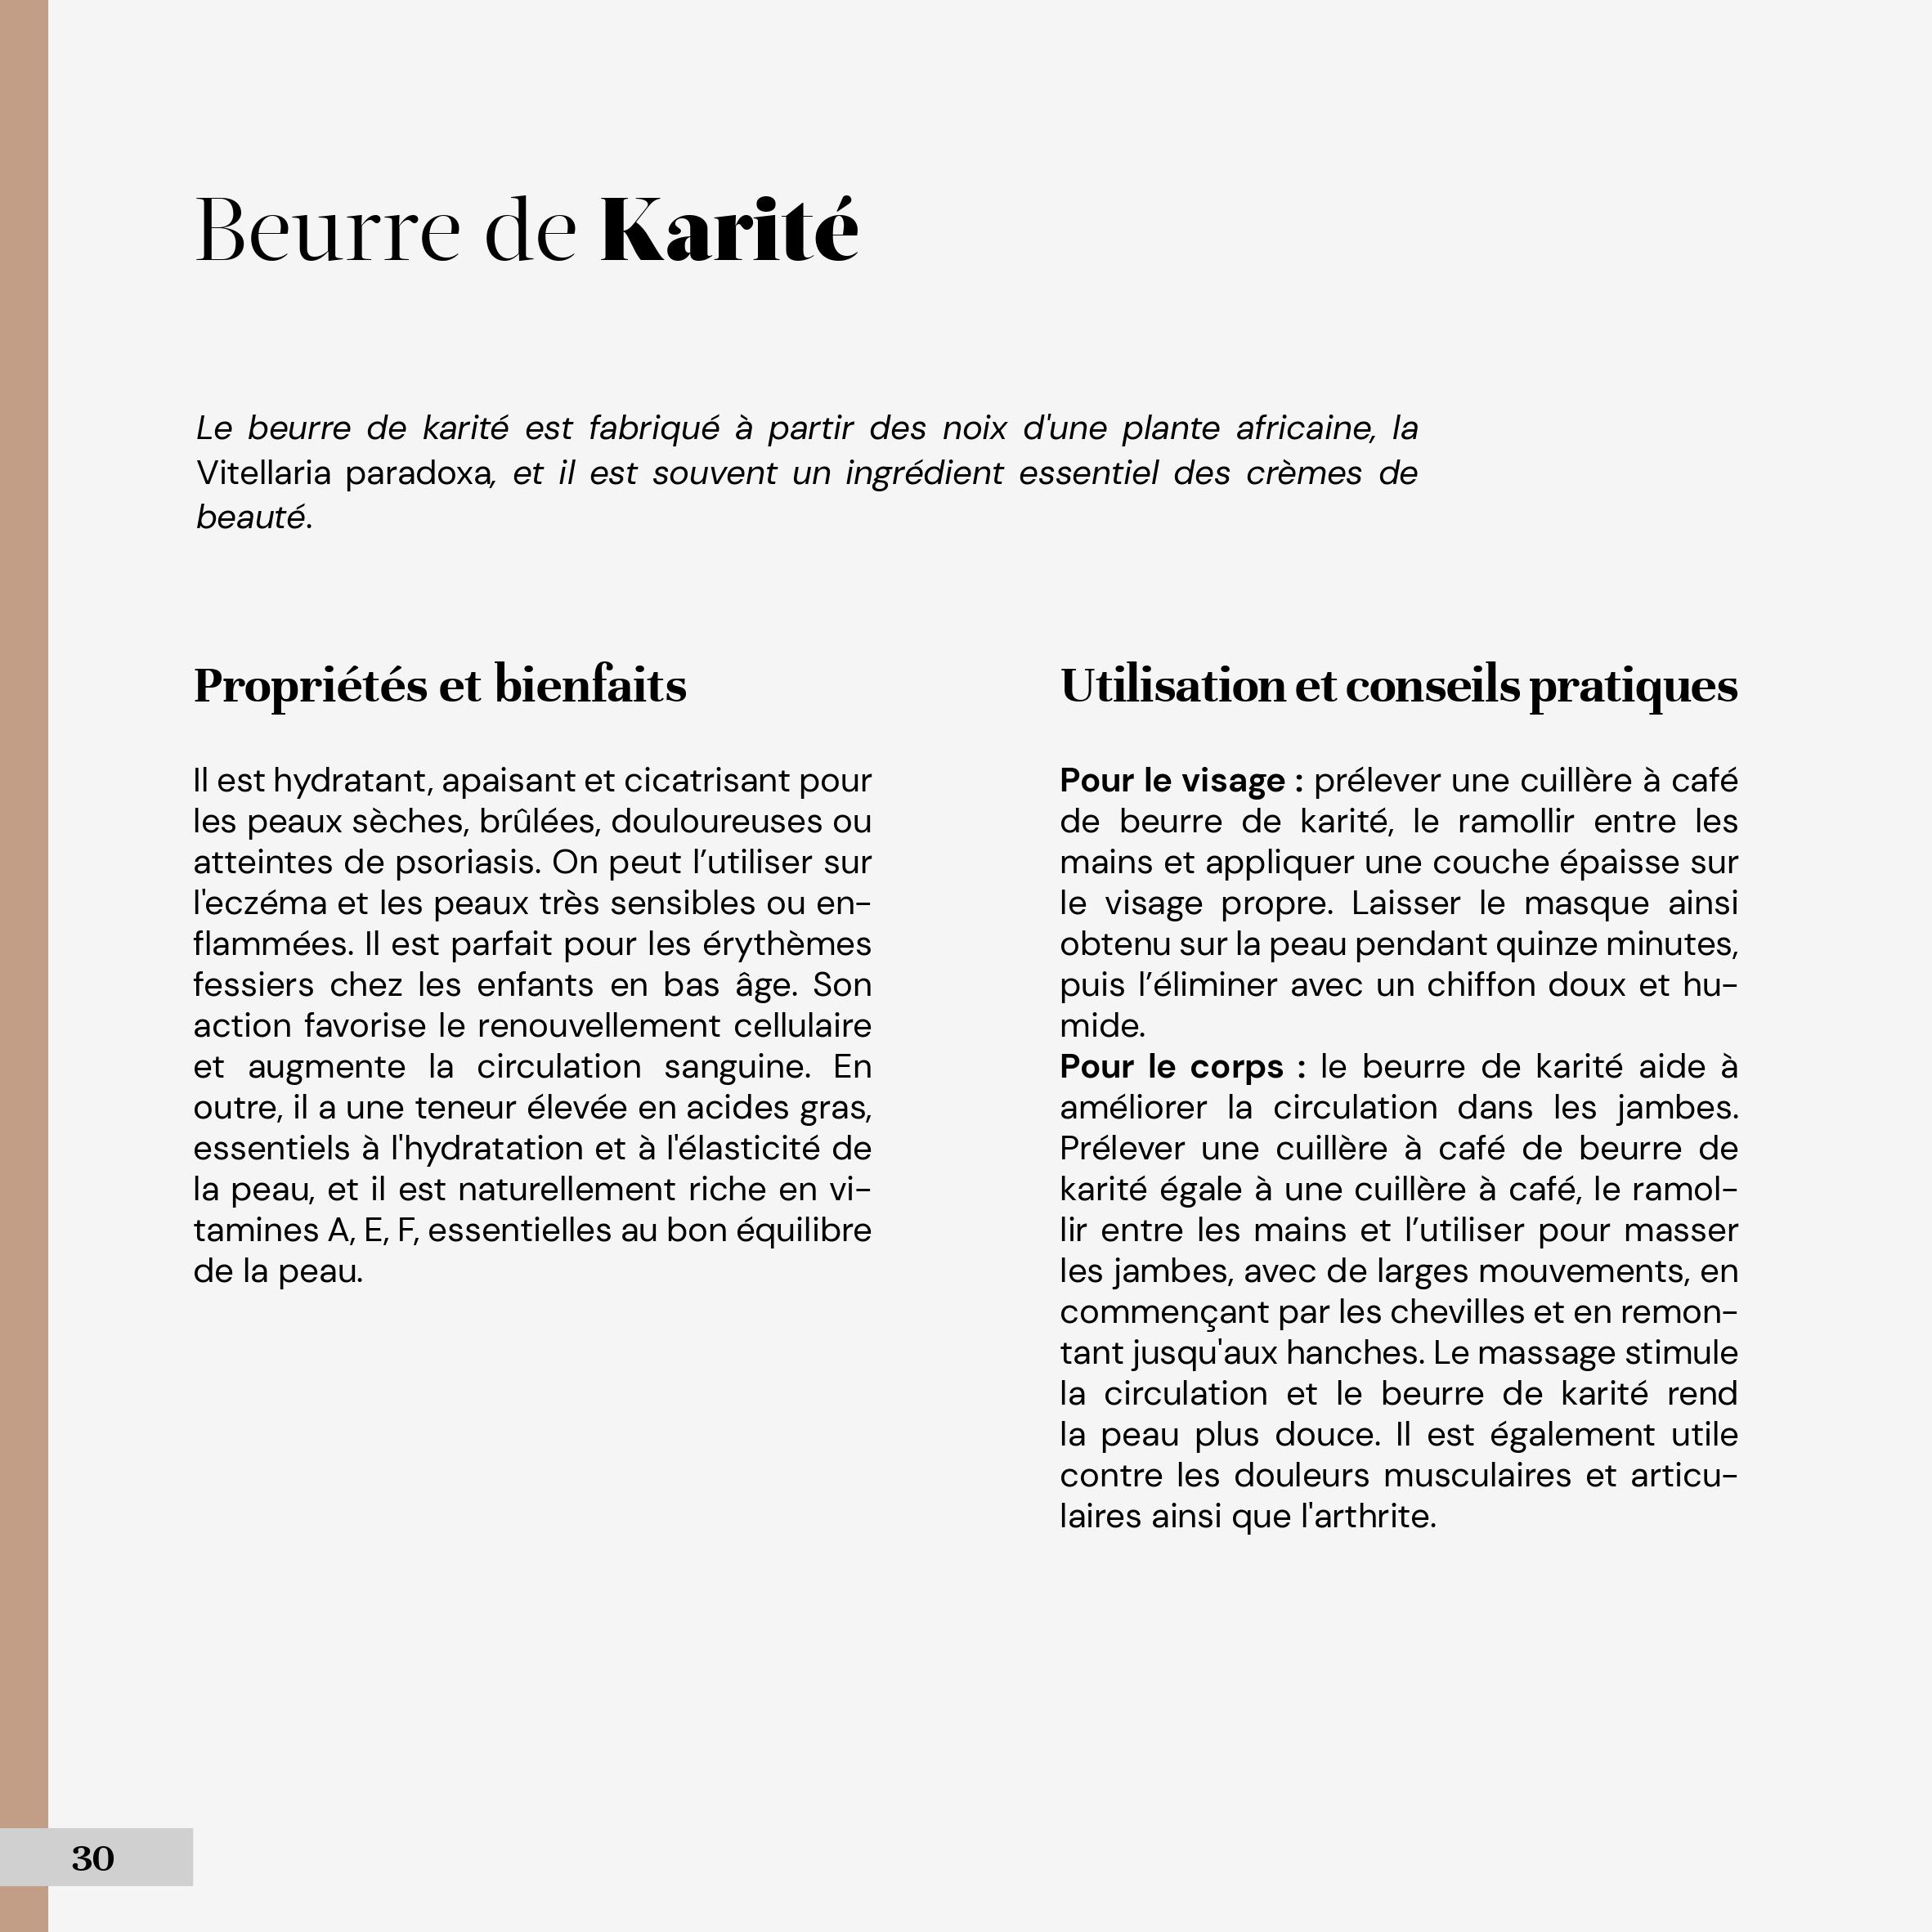 Beurre de Karité
Le beurre de karité est fabriqué à partir des noix d'une plante africaine, la
Vitellaria paradoxa, et il est souvent un ingrédient essentiel des crèmes de
beauté.
Propriétés et bienfaits
Il est hydratant, apaisant et cicatrisant pour
les peaux sèches, brûlées, douloureuses ou
atteintes de psoriasis. On peut l’utiliser sur
l'eczéma et les peaux très sensibles ou en-
flammées. Il est parfait pour les érythèmes
fessiers chez les enfants en bas âge. Son
action favorise le renouvellement cellulaire
et augmente la circulation sanguine. En
outre, il a une teneur élevée en acides gras,
essentiels à l'hydratation et à l'élasticité de
la peau, et il est naturellement riche en vi-
tamines A, E, F, essentielles au bon équilibre
de la peau.
Utilisation et conseils pratiques
Pour le visage : prélever une cuillère à café
de beurre de karité, le ramollir entre les
mains et appliquer une couche épaisse sur
le visage propre. Laisser le masque ainsi
obtenu sur la peau pendant quinze minutes,
puis l’éliminer avec un chiffon doux et hu-
mide.
Pour le corps : le beurre de karité aide à
améliorer la circulation dans les jambes.
Prélever une cuillère à café de beurre de
karité égale à une cuillère à café, le ramol-
lir entre les mains et l’utiliser pour masser
les jambes, avec de larges mouvements, en
commençant par les chevilles et en remon-
tant jusqu'aux hanches. Le massage stimule
la circulation et le beurre de karité rend
la peau plus douce. Il est également utile
contre les douleurs musculaires et articu-
laires ainsi que l'arthrite.
30